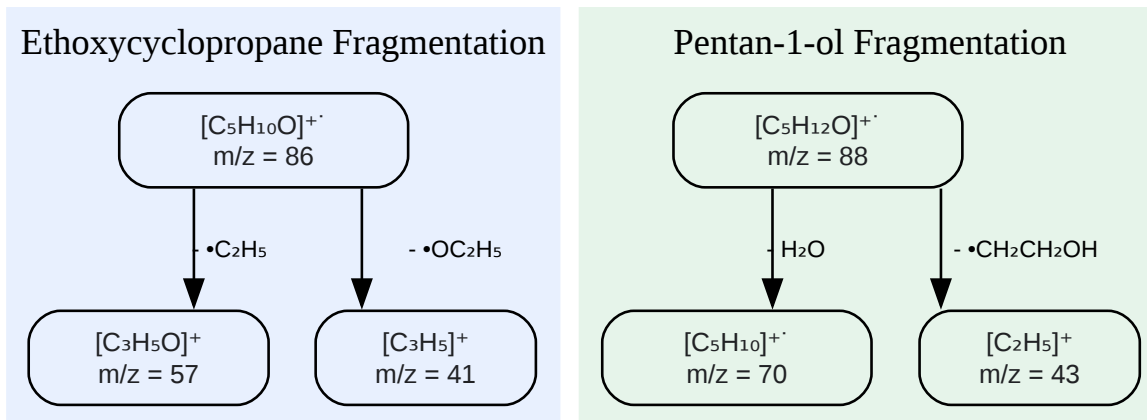 Ethoxycyclopropane Fragmentation
[C₅H₁₀O]⁺˙
m/z = 86
- •C₂H₅
- •OC₂H₅
[C₃H₅O]⁺
m/z = 57
[C₃H₅]⁺
m/z = 41
Pentan-1-ol Fragmentation
[C₅H₁₂O]⁺˙
m/z = 88
- H₂O
- •CH₂CH₂OH
[C₅H₁₀]⁺˙
m/z = 70
[C₂H₅]⁺
m/z = 43